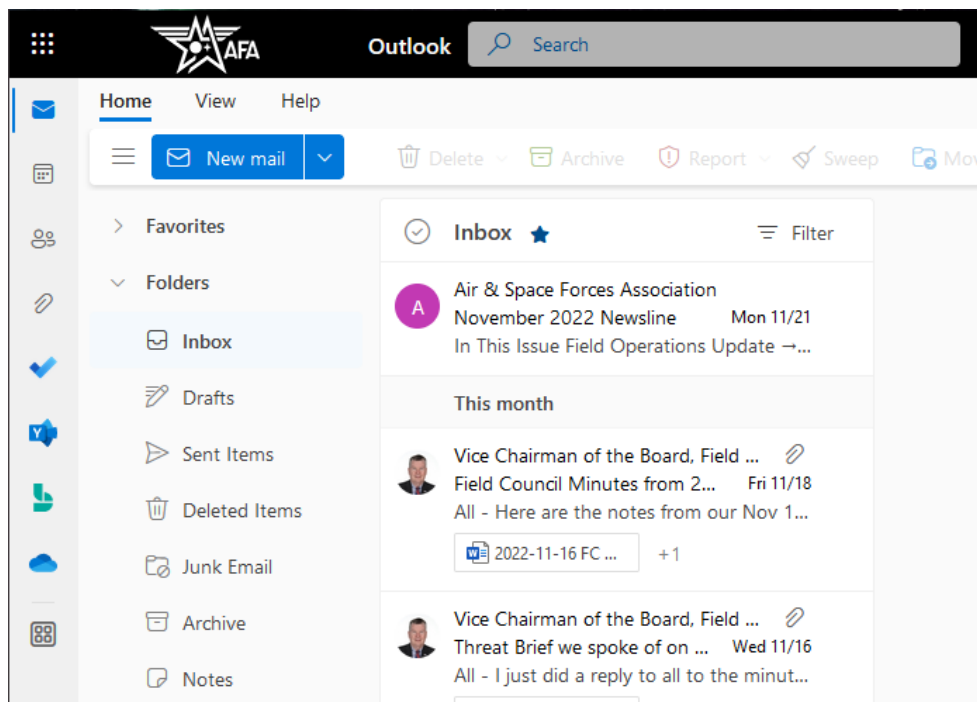 AFA
Outlook
Search
Home View Help
New mail
Delete
Archive
Report
Sweep
Mov
Favorites
Folders
Inbox
Drafts
Sent Items
Deleted Items
Junk Email
Archive
Notes
Inbox
Filter
A
Air & Space Forces Association
November 2022 Newsline Mon 11/21
In This Issue Field Operations Update →...
This month
Vice Chairman of the Board, Field ...
Field Council Minutes from 2... Fri 11/18
All - Here are the notes from our Nov 1...
2022-11-16 FC ... +1
Vice Chairman of the Board, Field ...
Threat Brief we spoke of on ... Wed 11/16
All - I just did a reply to all to the minut...